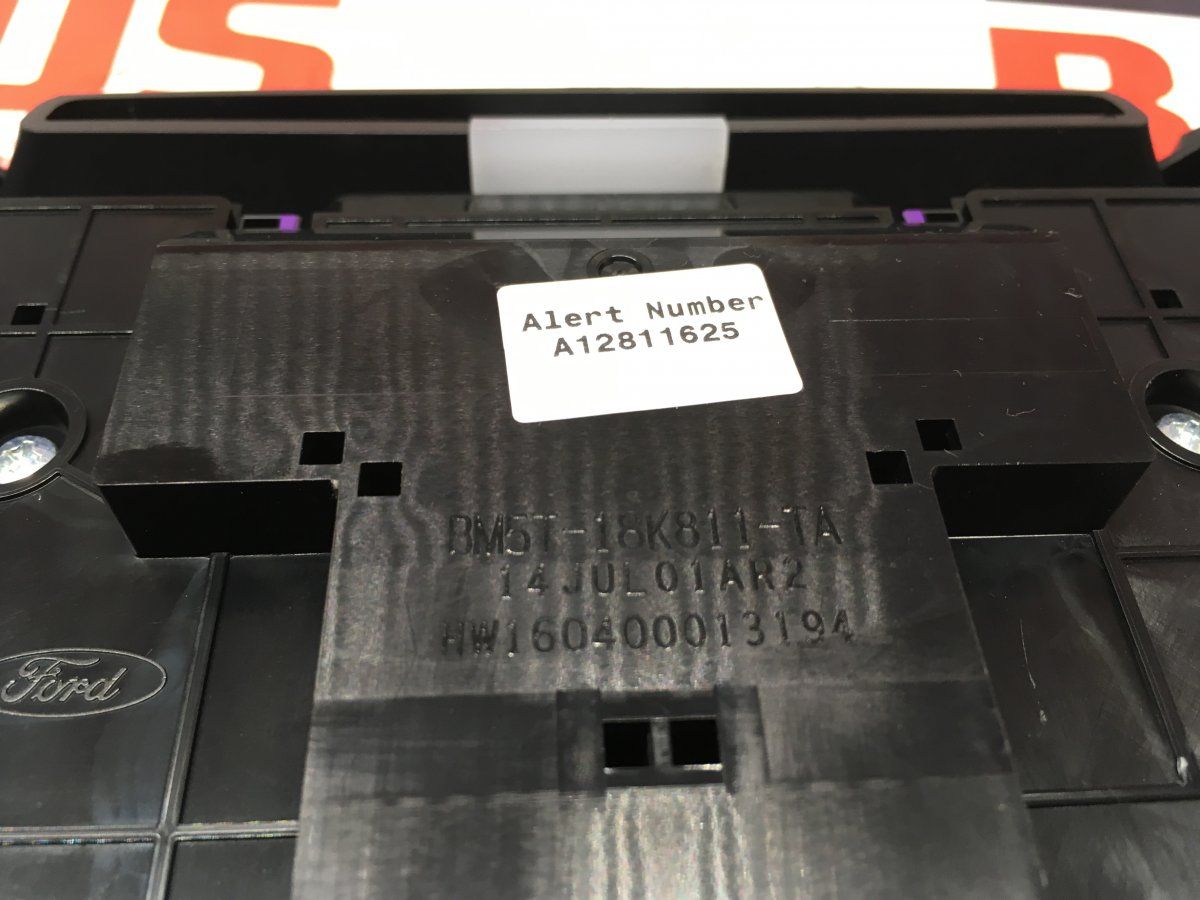 Alert Number
A12811625
BM5T-18K811-TA
14JUL01AR2
HW160400013194
Ford